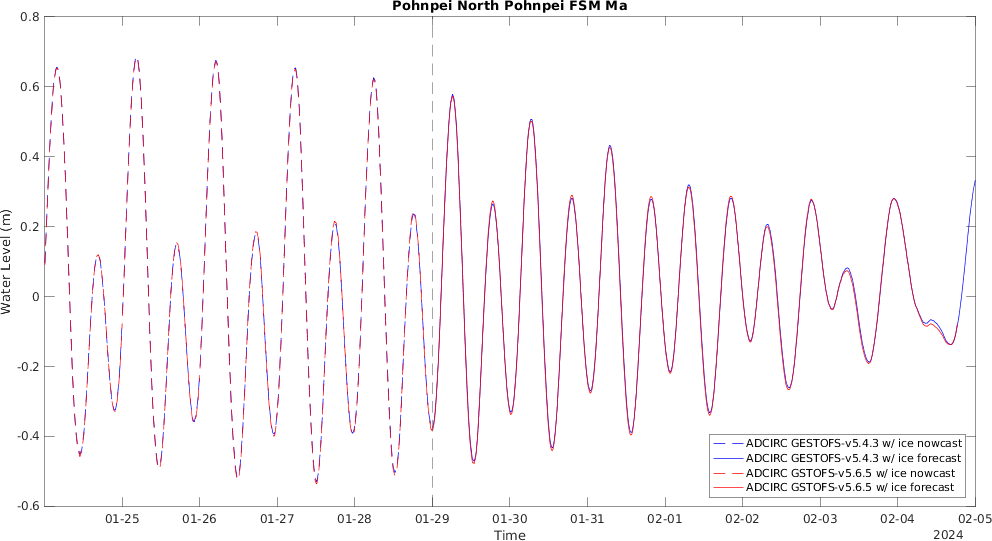 Pohnpei North Pohnpei FSM Ma
0.8
0.6
0.4
0.2
0
-0.2
-0.4
-0.6
Water Level (m)
ADCIRC GESTOFS-v5.4.3 w/ ice nowcast
ADCIRC GESTOFS-v5.4.3 w/ ice forecast
ADCIRC GSTOFS-v5.6.5 w/ ice nowcast
ADCIRC GSTOFS-v5.6.5 w/ ice forecast
01-25 01-26 01-27 01-28 01-29 01-30 01-31 02-01 02-02 02-03 02-04 02-05
Time
2024